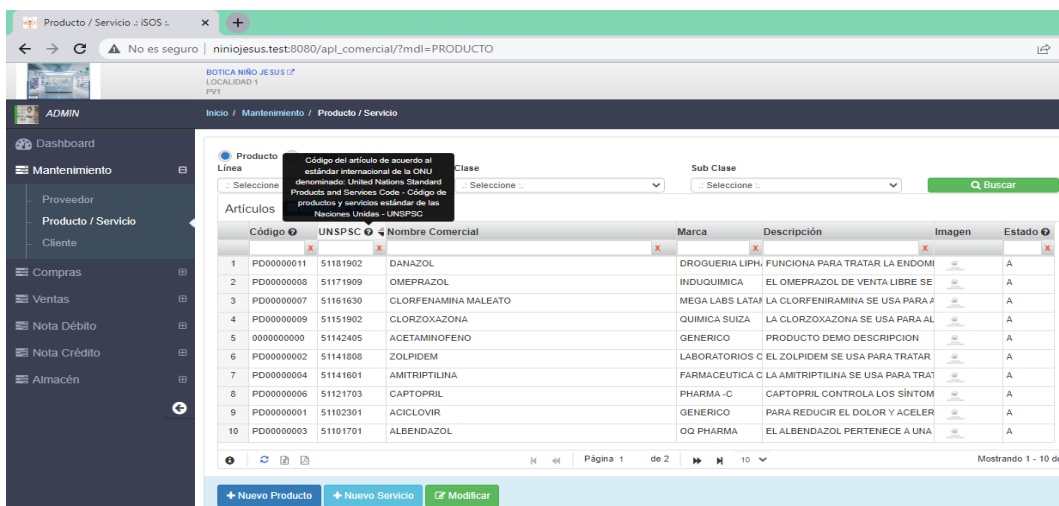 Producto / Servicio .: iSOS :.
No es seguro | niniojesus.test:8080/apl_comercial/?mdl=PRODUCTO
BOTICA NIÑO JESUS
LOCALIDAD 1
PV1
ADMIN
Inicio / Mantenimiento / Producto / Servicio
Dashboard
Mantenimiento
Proveedor
Producto / Servicio
Cliente
Compras
Ventas
Nota Débito
Nota Crédito
Almacén
Producto
Código del artículo de acuerdo al
estándar internacional de la ONU
denominado: United Nations Standard
Products and Services Code - Código de
productos y servicios estándar de las
Naciones Unidas - UNSPSC
Línea Clase Sub Clase
.: Seleccione .: Seleccione :. .: Seleccione :. Buscar
Artículos
Código UNSPSC Nombre Comercial Marca Descripción Imagen Estado
x x x x x x
1 PD00000011 51181902 DANAZOL DROGUERIA LIPH FUNCIONA PARA TRATAR LA ENDOM A
2 PD00000008 51171909 OMEPRAZOL INDUQUIMICA EL OMEPRAZOL DE VENTA LIBRE SE A
3 PD00000007 51161630 CLORFENAMINA MALEATO MEGA LABS LATAM LA CLORFENIRAMINA SE USA PARA A A
4 PD00000009 51151902 CLORZOXAZONA QUIMICA SUIZA LA CLORZOXAZONA SE USA PARA AL A
5 0000000000 51142405 ACETAMINOFENO GENERICO PRODUCTO DEMO DESCRIPCION A
6 PD00000002 51141808 ZOLPIDEM LABORATORIOS C EL ZOLPIDEM SE USA PARA TRATAR A
7 PD00000004 51141601 AMITRIPTILINA FARMACEUTICA C LA AMITRIPTILINA SE USA PARA TRAT A
8 PD00000006 51121703 CAPTOPRIL PHARMA -C CAPTOPRIL CONTROLA LOS SÍNTOM A
9 PD00000001 51102301 ACICLOVIR GENERICO PARA REDUCIR EL DOLOR Y ACELER A
10 PD00000003 51101701 ALBENDAZOL OQ PHARMA EL ALBENDAZOL PERTENECE A UNA A
Página 1 de 2 10 Mostrando 1 - 10 de
+ Nuevo Producto + Nuevo Servicio Modificar